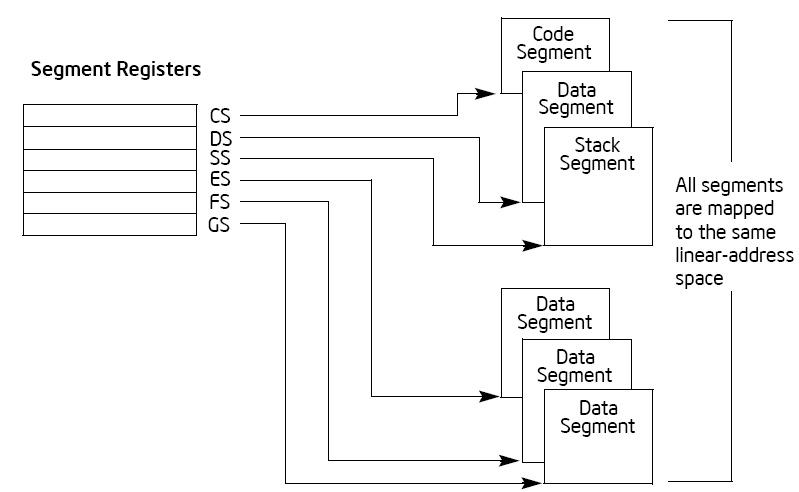 Segment Registers
CS
DS
SS
ES
FS
GS
Code
Segment
Data
Segment
Stack
Segment
Data
Segment
Data
Segment
Data
Segment
All segments
are mapped
to the same
linear-address
space